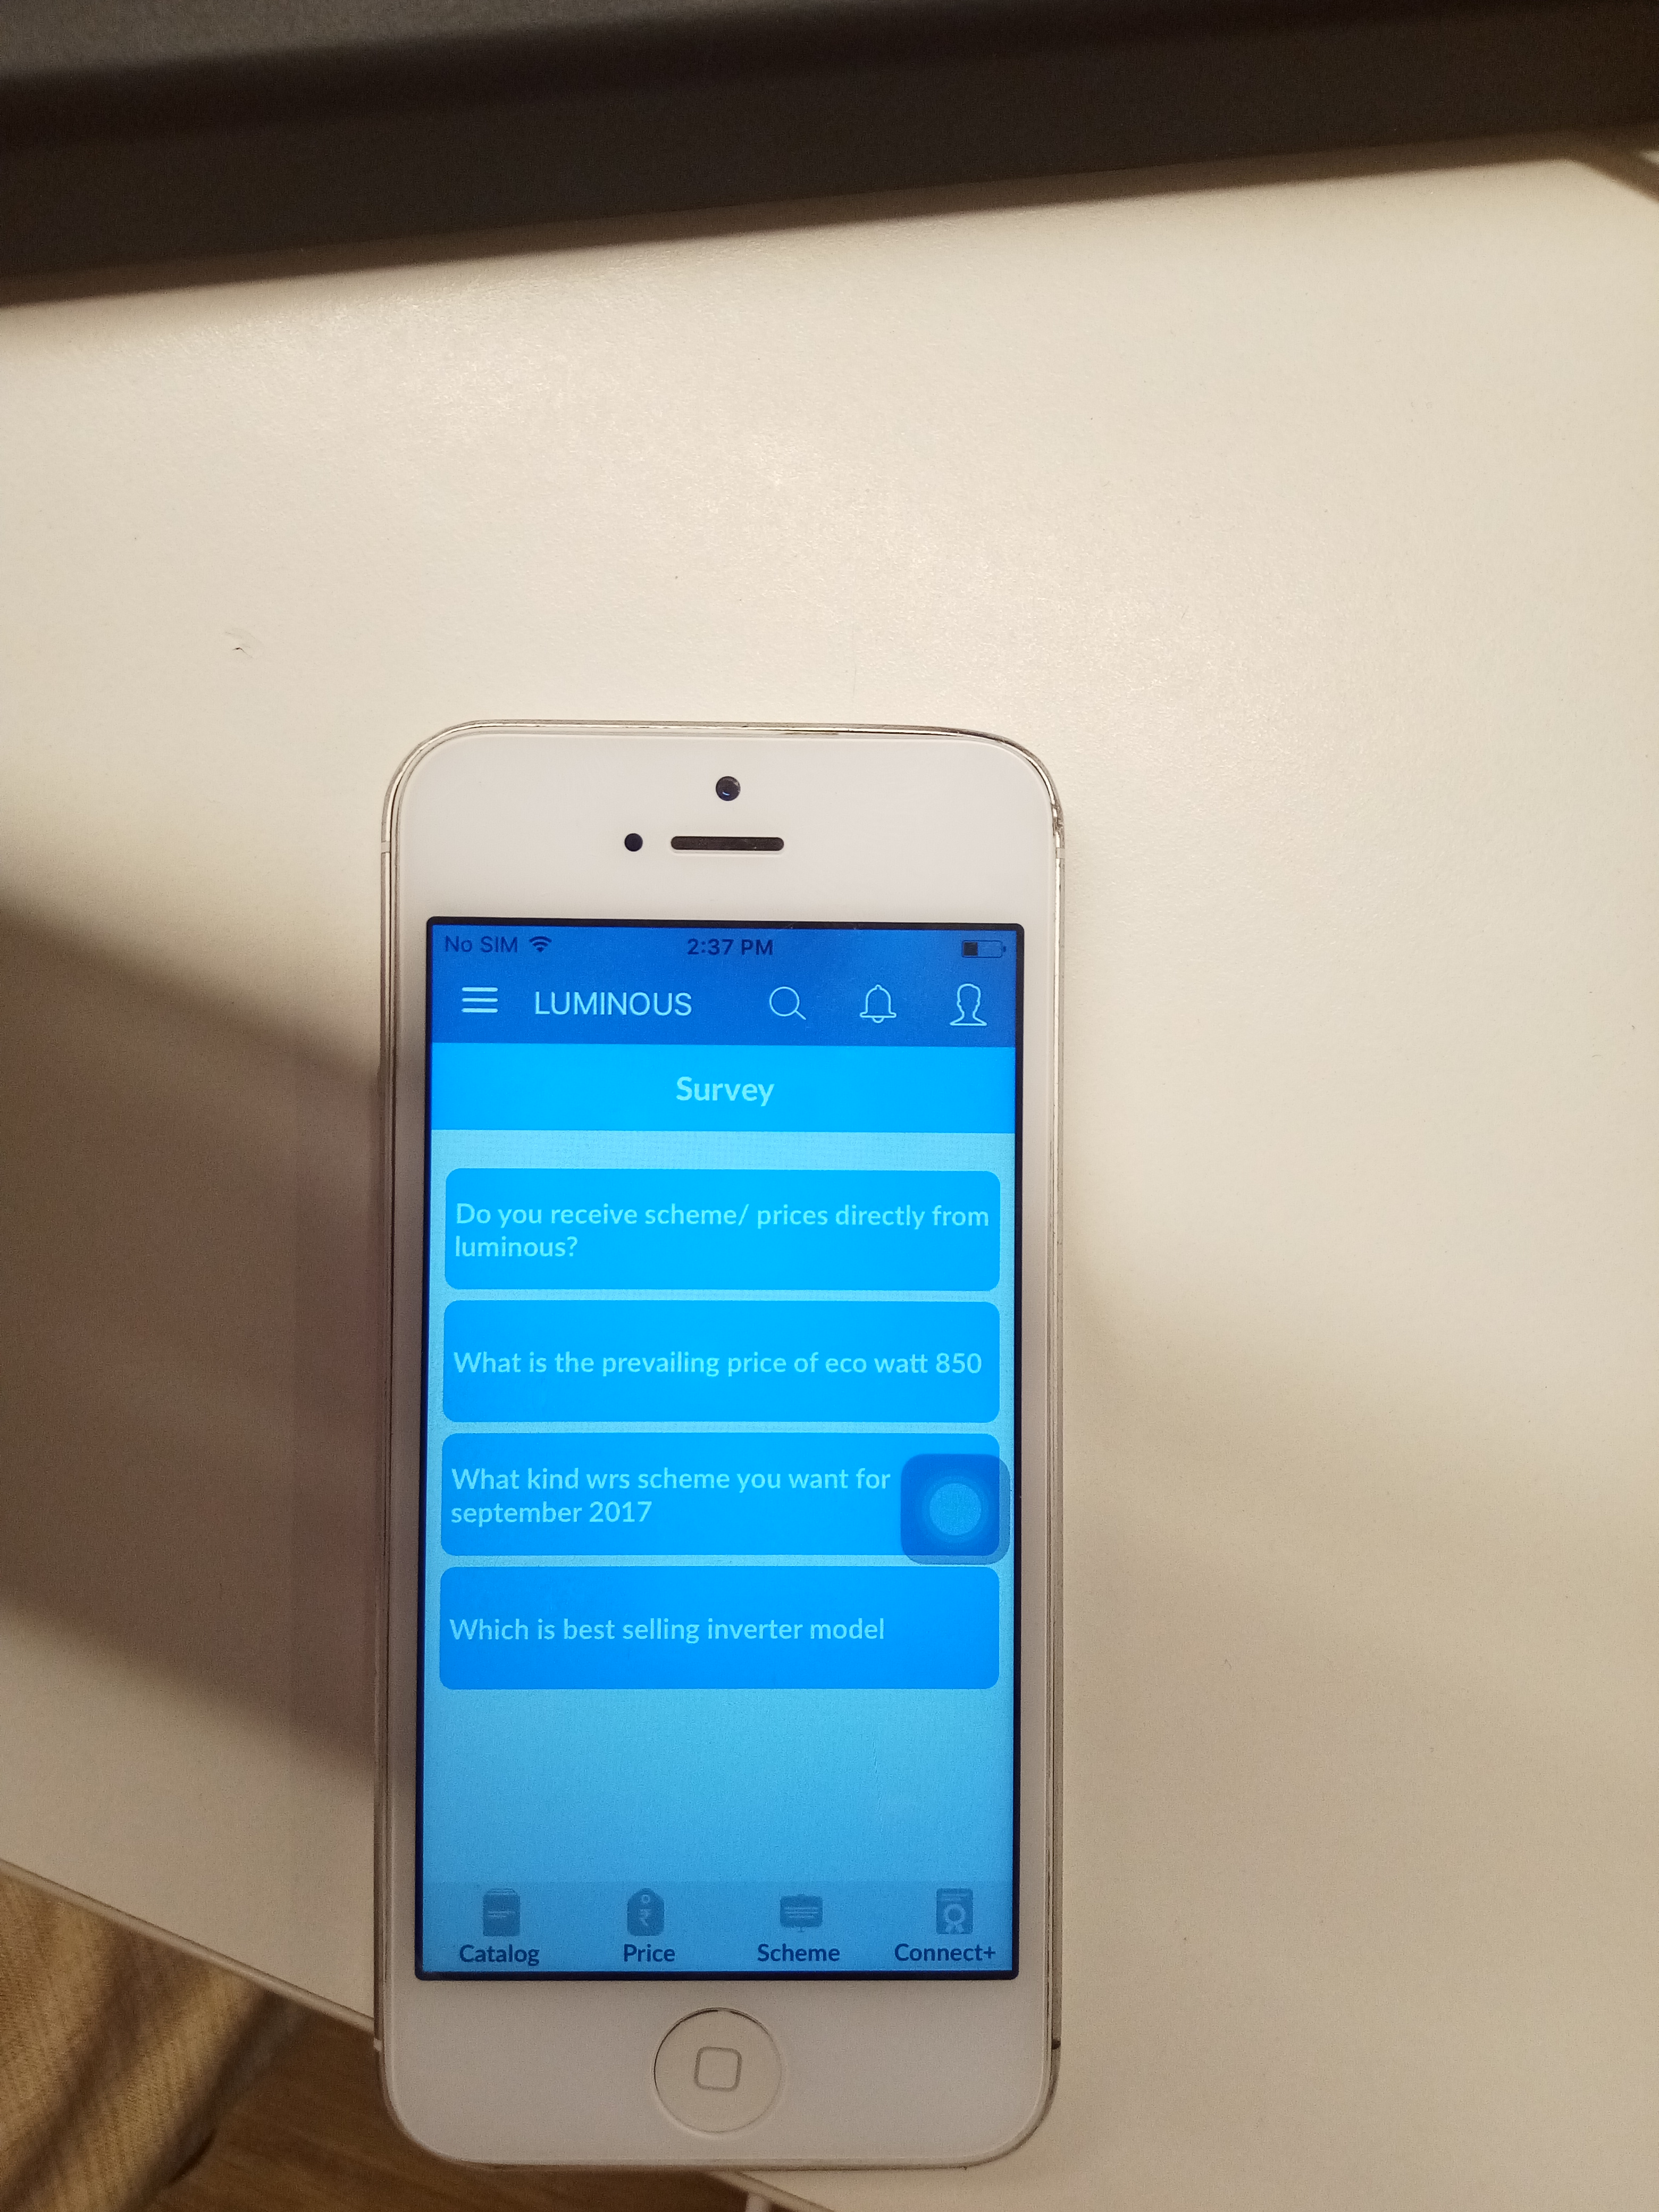 No SIM
2:37 PM
LUMINOUS
Survey
Do you receive scheme/ prices directly from
luminous?
What is the prevailing price of eco watt 850
What kind wrs scheme you want for
september 2017
Which is best selling inverter model
Catalog Price Scheme Connect+